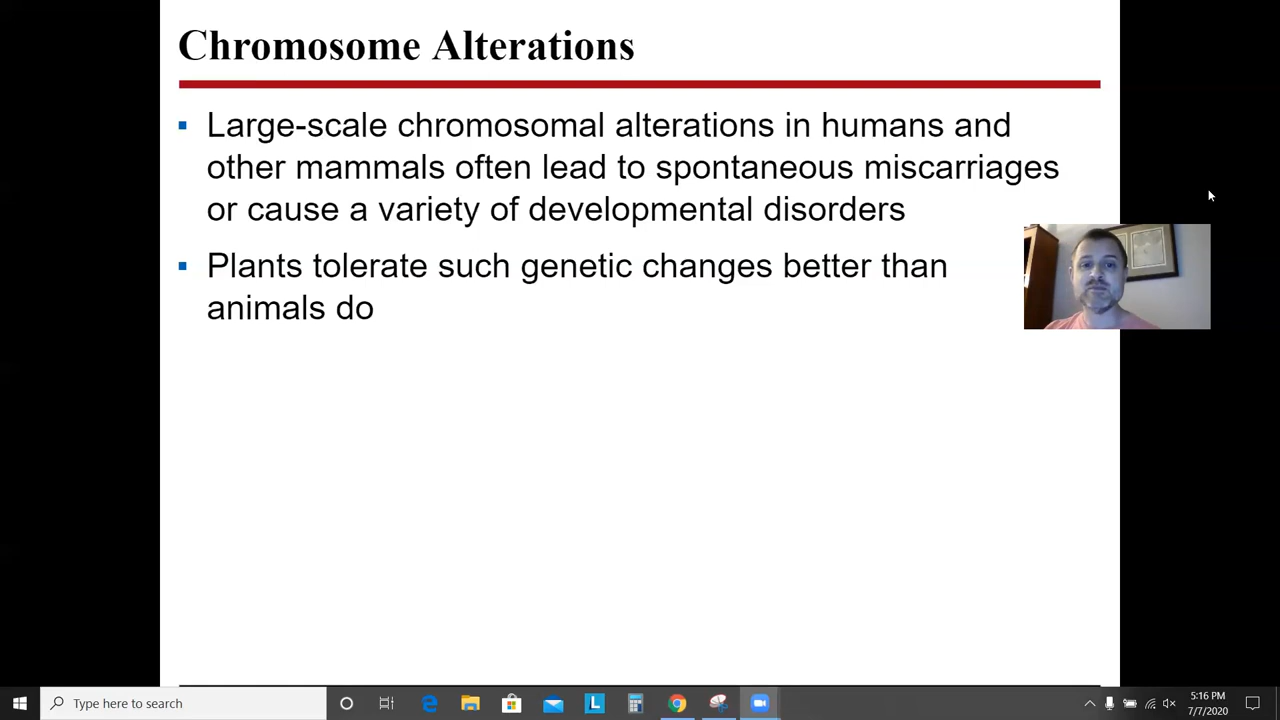 Chromosome Alterations
Large-scale chromosomal alterations in humans and
other mammals often lead to spontaneous miscarriages
or cause a variety of developmental disorders
Plants tolerate such genetic changes better than
animals do
Type here to search
L
5:16 PM
7/7/2020